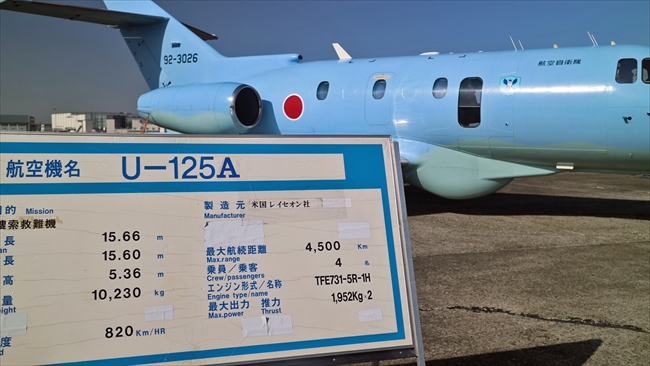 92-3026
航空自衛隊
航空機名 U-125A
的 Mission
捜索救難機
長 15.66 m
長 15.60 m
高 5.36 m
量 10,230 kg
eight
度 820 Km/HR
製造元 米国 レイセオン社
Manufacturer
最大航続距離 4,500 Km
Max.range
乗員／乗客 4 名
Crew/passengers
エンジン形式／名称 TFE731-5R-1H
Engine type/name
最大出力 推力 1,952Kg×2
Max.power Thrust